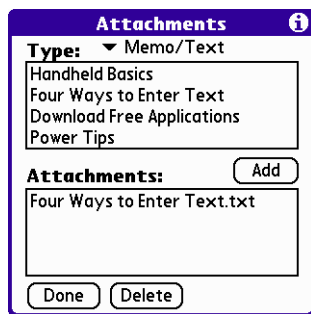 Attachments
Type: Memo/Text
Handheld Basics
Four Ways to Enter Text
Download Free Applications
Power Tips
Attachments: Add
Four Ways to Enter Text.txt
Done Delete